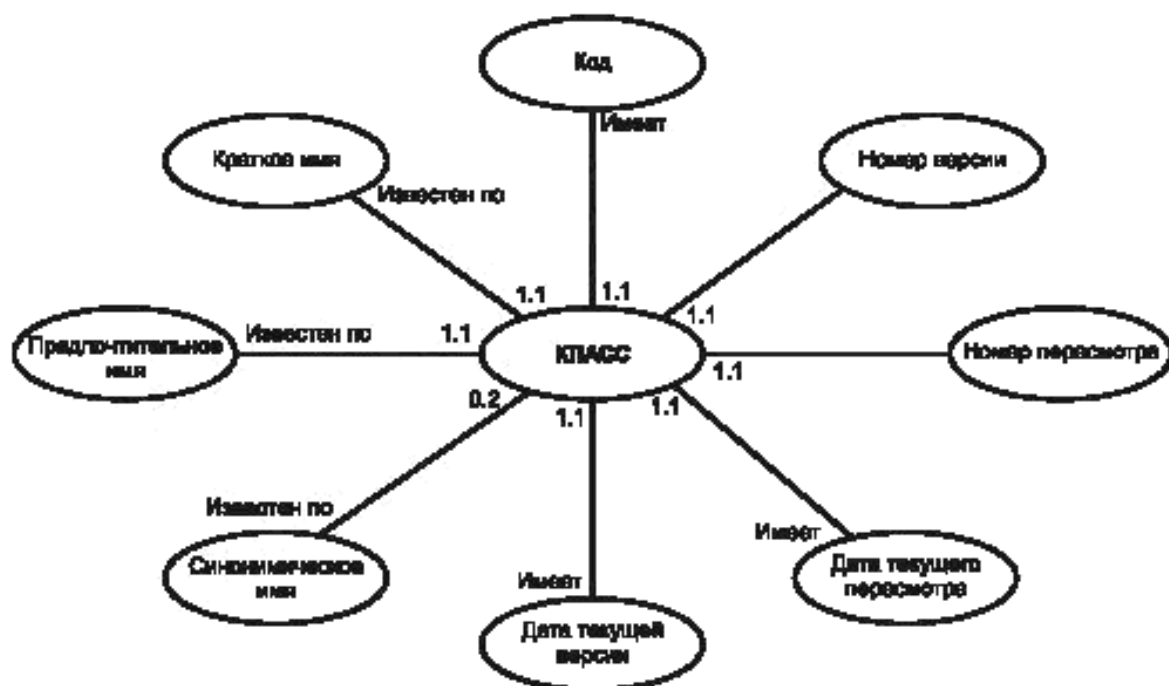 Код
Имеет
Краткое имя
Номер версии
Известен по
1.1
1.1
1.1
Предпочтительное
имя
Известен по
1.1
КЛАСС
1.1
Номер пересмотра
0.2
1.1
1.1
Известен по
Имеет
Синонимическое
имя
Дата текущего
пересмотра
Имеет
Дата текущей
версии